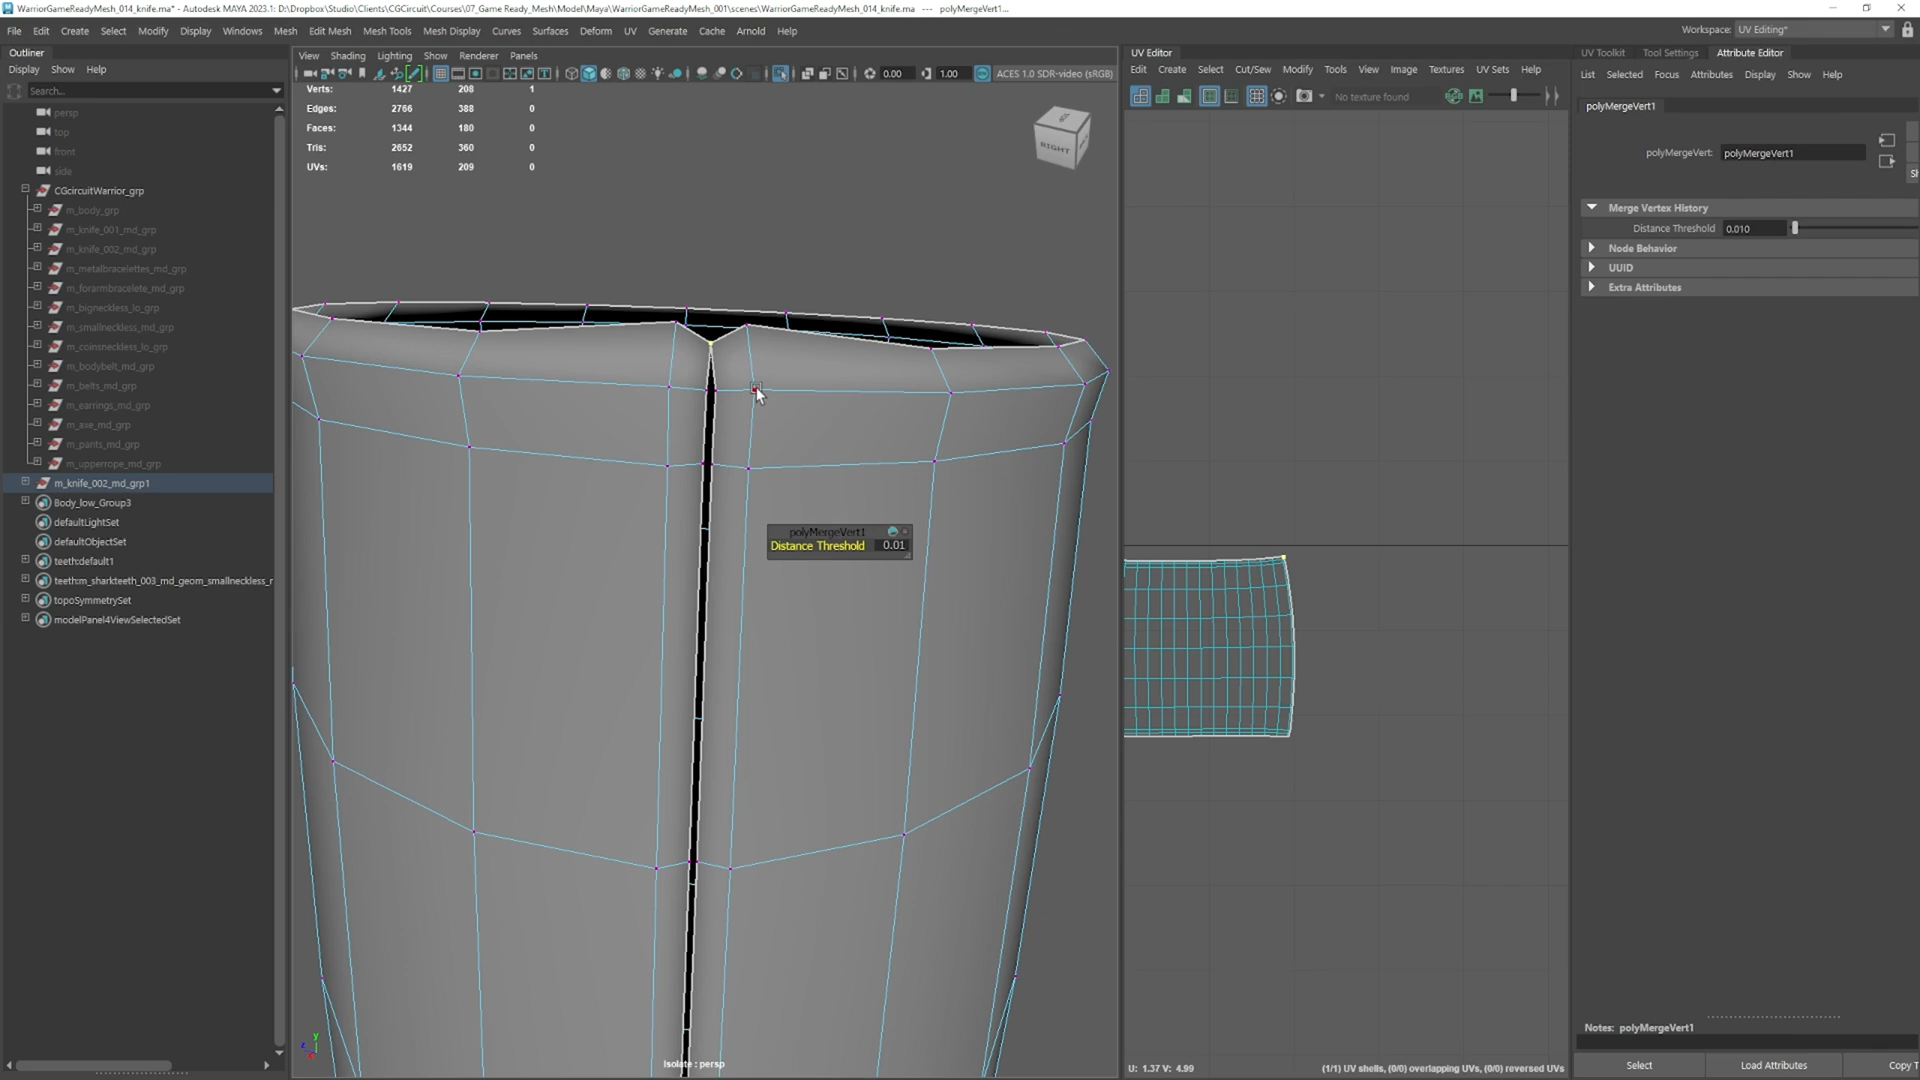 WarriorGameReadyMesh_014_knife.ma* - Autodesk MAYA 2023.1: D:\Dropbox\Studio\Clients\CGCircuit\Courses\07_Game Ready_Mesh\Model\Maya\WarriorGameReadyMesh_001\scenes\WarriorGameReadyMesh_014_knife.ma --- polyMergeVert1...
File Edit Create Select Modify Display Windows Mesh Edit Mesh Mesh Tools Mesh Display Curves Surfaces Deform UV Generate Cache Arnold Help
Workspace: UV Editing*
Outliner
Display Show Help
Search...
persp
top
front
side
CGcircuitWarrior_grp
m_body_grp
m_knife_001_md_grp
m_knife_002_md_grp
m_metalbracelettes_md_grp
m_forarmbracelete_md_grp
m_bigneckless_lo_grp
m_smallneckless_md_grp
m_coinsneckless_lo_grp
m_bodybelt_md_grp
m_belts_md_grp
m_earrings_md_grp
m_axe_md_grp
m_pants_md_grp
m_upperrope_md_grp
m_knife_002_md_grp1
Body_low_Group3
defaultLightSet
defaultObjectSet
teeth:default1
teeth:m_sharkteeth_003_md_geom_smallneckless_r
topoSymmetrySet
modelPanel4ViewSelectedSet
View Shading Lighting Show Renderer Panels
0.00 1.00 ACES 1.0 SDR-video (sRGB)
Verts: 1427 208 1
Edges: 2766 388 0
Faces: 1344 180 0
Tris: 2652 360 0
UVs: 1619 209 0
RIGHT
polyMergeVert1
Distance Threshold 0.01
Isolate : persp
UV Editor
Edit Create Select Cut/Sew Modify Tools View Image Textures UV Sets Help
No texture found
U: 1.37 V: 4.99
(1/1) UV shells, (0/0) overlapping UVs, (0/0) reversed UVs
UV Toolkit Tool Settings Attribute Editor
List Selected Focus Attributes Display Show Help
polyMergeVert1
polyMergeVert: polyMergeVert1
Sh
Merge Vertex History
Distance Threshold 0.010
Node Behavior
UUID
Extra Attributes
Notes: polyMergeVert1
Select Load Attributes Copy T